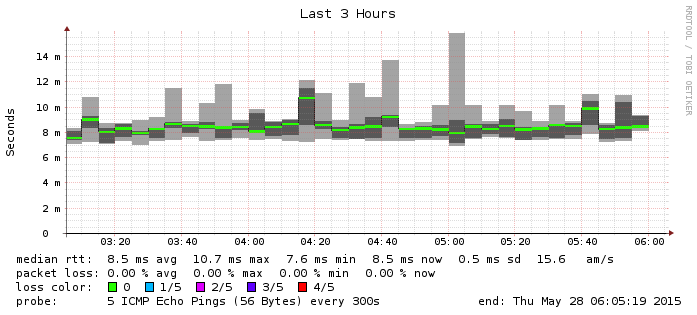 Last 3 Hours
RRDTOOL / TOBI OETIKER
Seconds
14 m
12 m
10 m
8 m
6 m
4 m
2 m
0
03:20 03:40 04:00 04:20 04:40 05:00 05:20 05:40 06:00
median rtt: 8.5 ms avg 10.7 ms max 7.6 ms min 8.5 ms now 0.5 ms sd 15.6 am/s
packet loss: 0.00 % avg 0.00 % max 0.00 % min 0.00 % now
loss color: 0 1/5 2/5 3/5 4/5
probe: 5 ICMP Echo Pings (56 Bytes) every 300s end: Thu May 28 06:05:19 2015